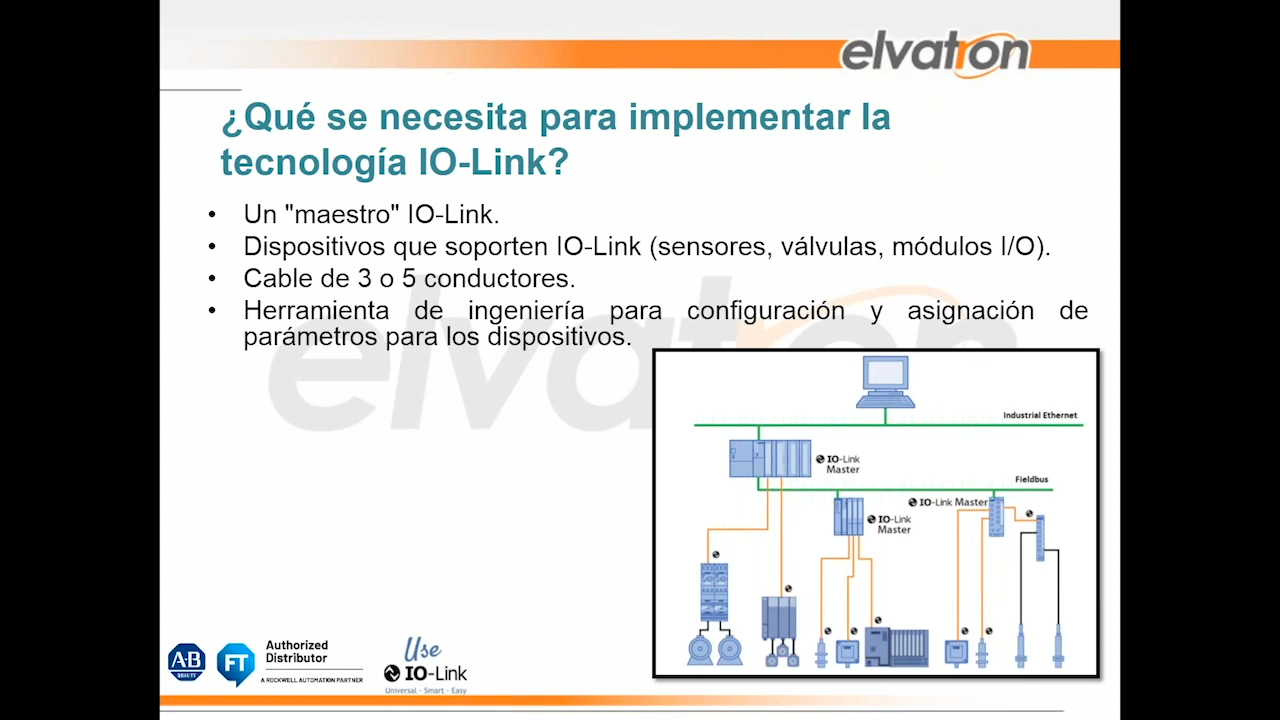 elvatron
¿Qué se necesita para implementar la
tecnología IO-Link?
• Un "maestro" IO-Link.
• Dispositivos que soporten IO-Link (sensores, válvulas, módulos I/O).
• Cable de 3 o 5 conductores.
• Herramienta de ingeniería para configuración y asignación de
parámetros para los dispositivos.
elvatron
Industrial Ethernet
IO-Link
Master
Fieldbus
IO-Link Master
IO-Link
Master
AB
QUALITY
FT
Authorized
Distributor
A ROCKWELL AUTOMATION PARTNER
Use
IO-Link
Universal - Smart - Easy